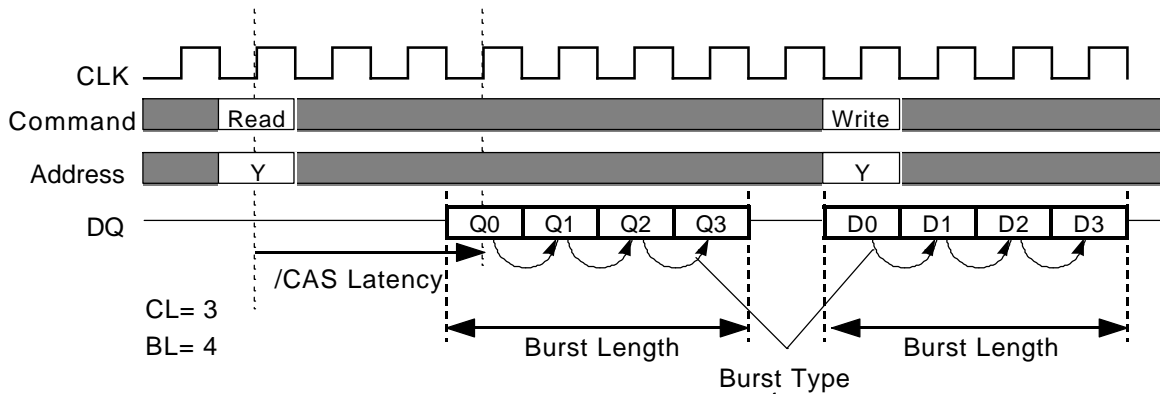 CLK
Command Read Write
Address Y Y
DQ Q0 Q1 Q2 Q3 D0 D1 D2 D3
/CAS Latency
CL= 3
BL= 4
Burst Length Burst Length
Burst Type